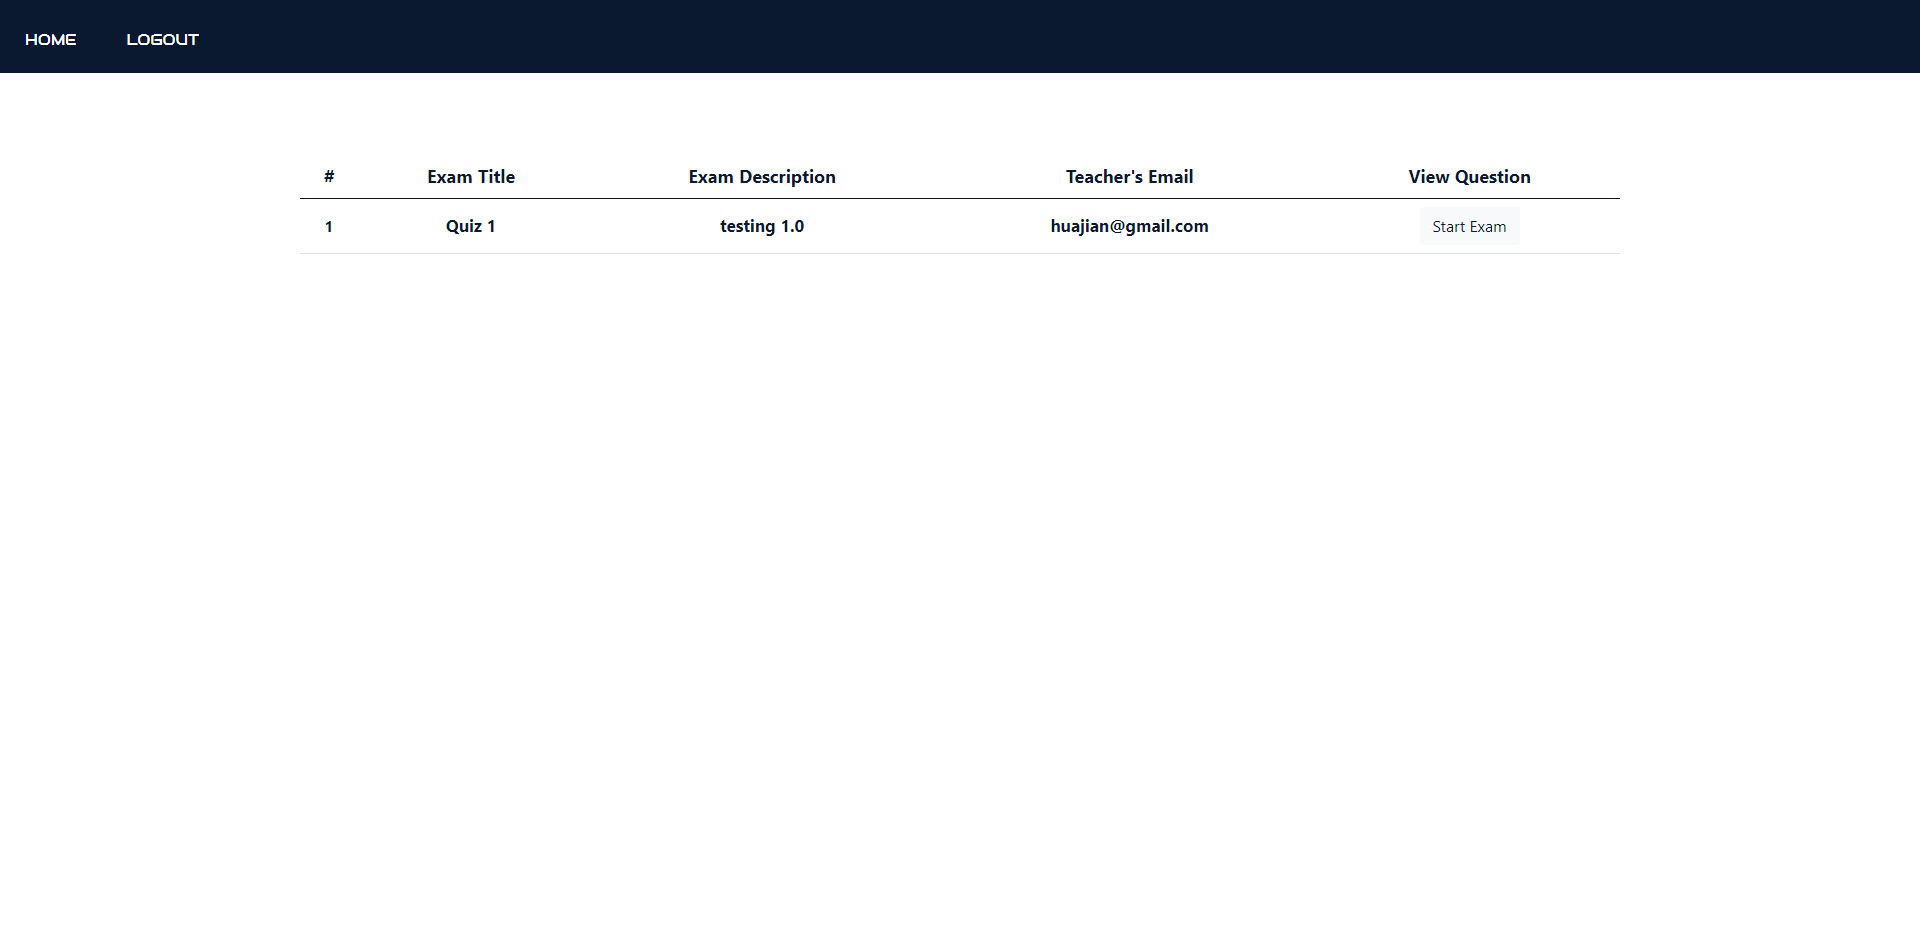 HOME LOGOUT
# Exam Title Exam Description Teacher's Email View Question
1 Quiz 1 testing 1.0 huajian@gmail.com Start Exam